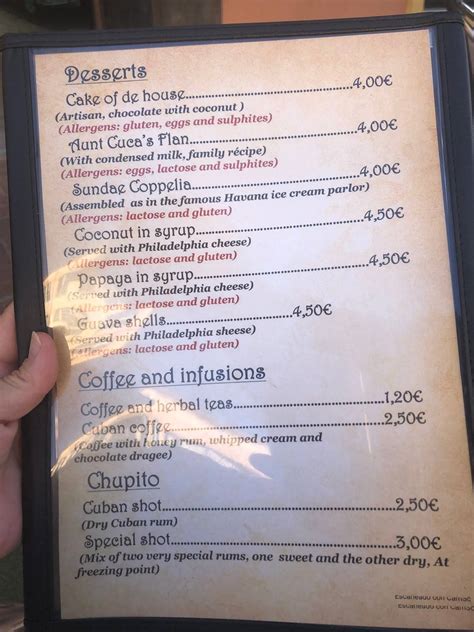 Desserts
Cake of de house.....................................4,00€
(Artisan, chocolate with coconut )
(Allergens: gluten, eggs and sulphites)
Aunt Cuca's Flan......................................4,00€
(With condensed milk, family récipe)
(Allergens: eggs, lactose and sulphites)
Sundae Coppelia......................................4,00€
(Assembled as in the famous Havana ice cream parlor)
(Allergens: lactose and gluten)
Coconut in syrup.....................................4,50€
(Served with Philadelphia cheese)
(Allergens: lactose and gluten)
Papaya in syrup......................................4,50€
(Served with Philadelphia cheese)
(Allergens: lactose and gluten)
Guava shells...........................4,50€
(Served with Philadelphia sheese)
(Allergens: lactose and gluten)
Coffee and infusions
Coffee and herbal teas................................1,20€
Cuban coffee.............................................2,50€
(Coffee with honey rum, whipped cream and
chocolate dragee)
Chupito
Cuban shot...............................................2,50€
(Dry Cuban rum)
Special shot..............................................3,00€
(Mix of two very special rums, one sweet and the other dry, At
freezing point)
Escaneado con CamSc
Escaneado con CamSc